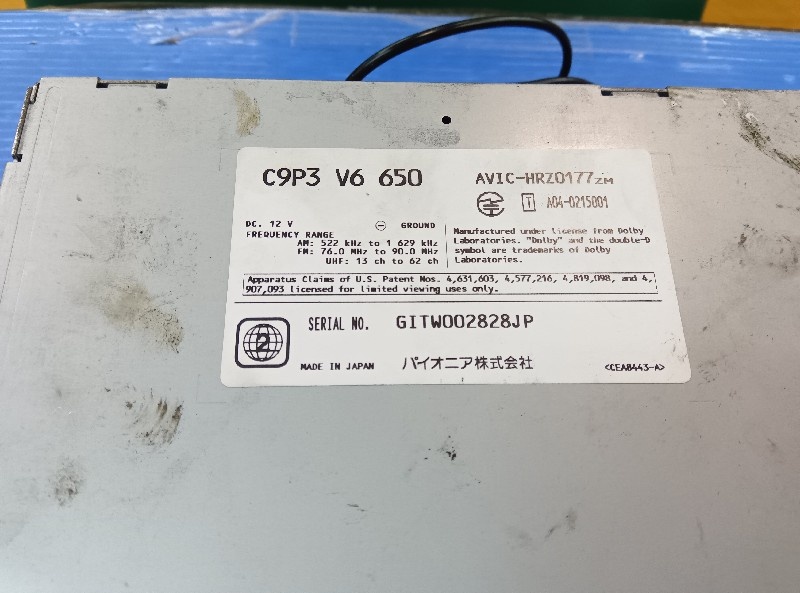 C9P3 V6 650
AVIC-HRZ0177ZM
T A04-0215001
DC. 12 V ⊖ GROUND
FREQUENCY RANGE
AM: 522 kHz to 1 629 kHz
FM: 76.0 MHz to 90.0 MHz
UHF: 13 ch to 62 ch
Manufactured under license from Dolby
Laboratories. "Dolby" and the double-D
symbol are trademarks of Dolby
Laboratories.
Apparatus Claims of U.S. Patent Nos. 4,631,603, 4,577,216, 4,819,098, and 4,
907,093 licensed for limited viewing uses only.
2
SERIAL NO. GITW002828JP
MADE IN JAPAN パイオニア株式会社 <CEA8443-A>